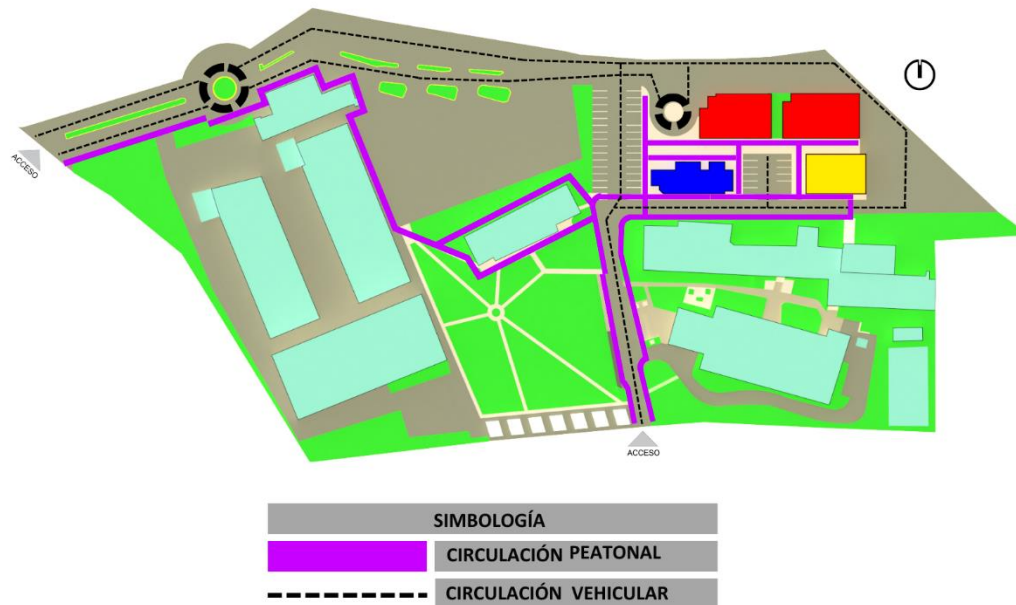 ACCESO
ACCESO
SIMBOLOGÍA
CIRCULACIÓN PEATONAL
CIRCULACIÓN VEHICULAR